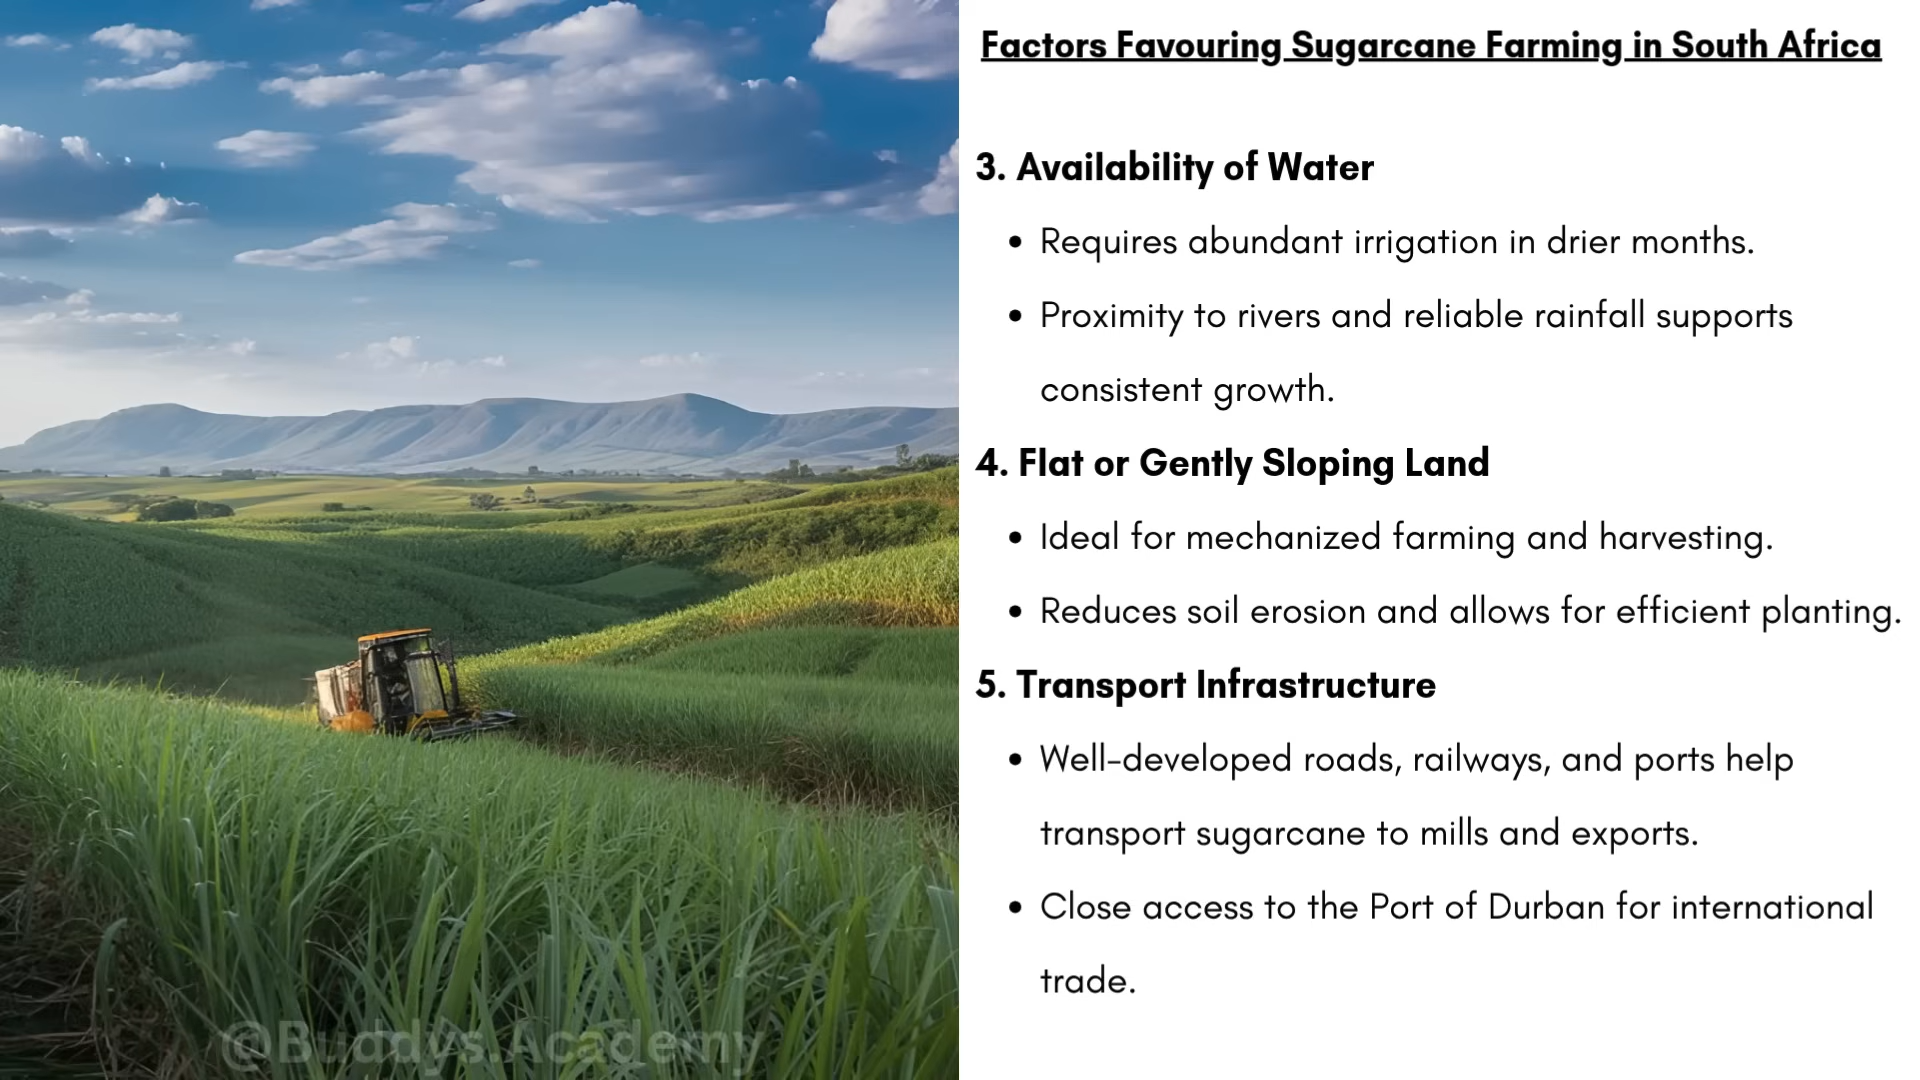 Factors Favouring Sugarcane Farming in South Africa
3. Availability of Water
• Requires abundant irrigation in drier months.
• Proximity to rivers and reliable rainfall supports
consistent growth.
4. Flat or Gently Sloping Land
• Ideal for mechanized farming and harvesting.
• Reduces soil erosion and allows for efficient planting.
5. Transport Infrastructure
• Well-developed roads, railways, and ports help
transport sugarcane to mills and exports.
• Close access to the Port of Durban for international
trade.
@Buddys.Academy